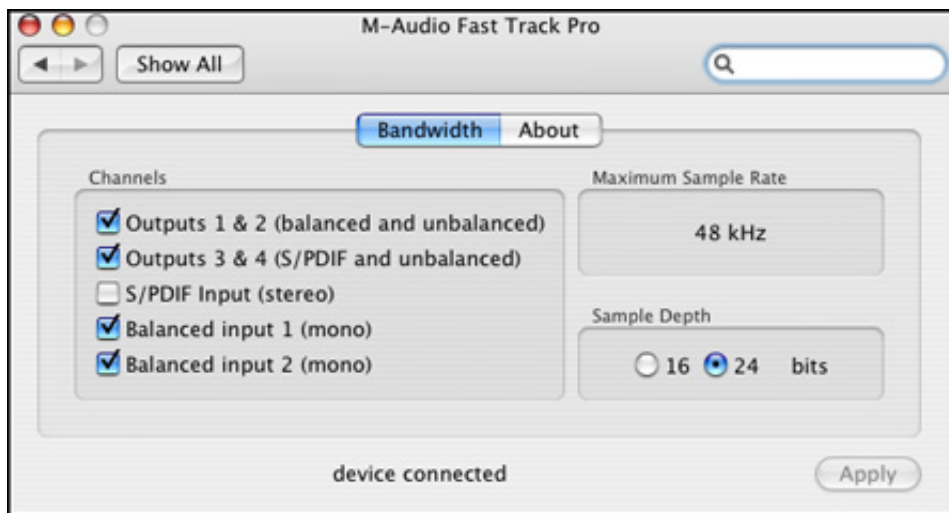 M-Audio Fast Track Pro
Show All
Bandwidth About
Channels
Outputs 1 & 2 (balanced and unbalanced)
Outputs 3 & 4 (S/PDIF and unbalanced)
S/PDIF Input (stereo)
Balanced input 1 (mono)
Balanced input 2 (mono)
Maximum Sample Rate
48 kHz
Sample Depth
16 24 bits
device connected
Apply